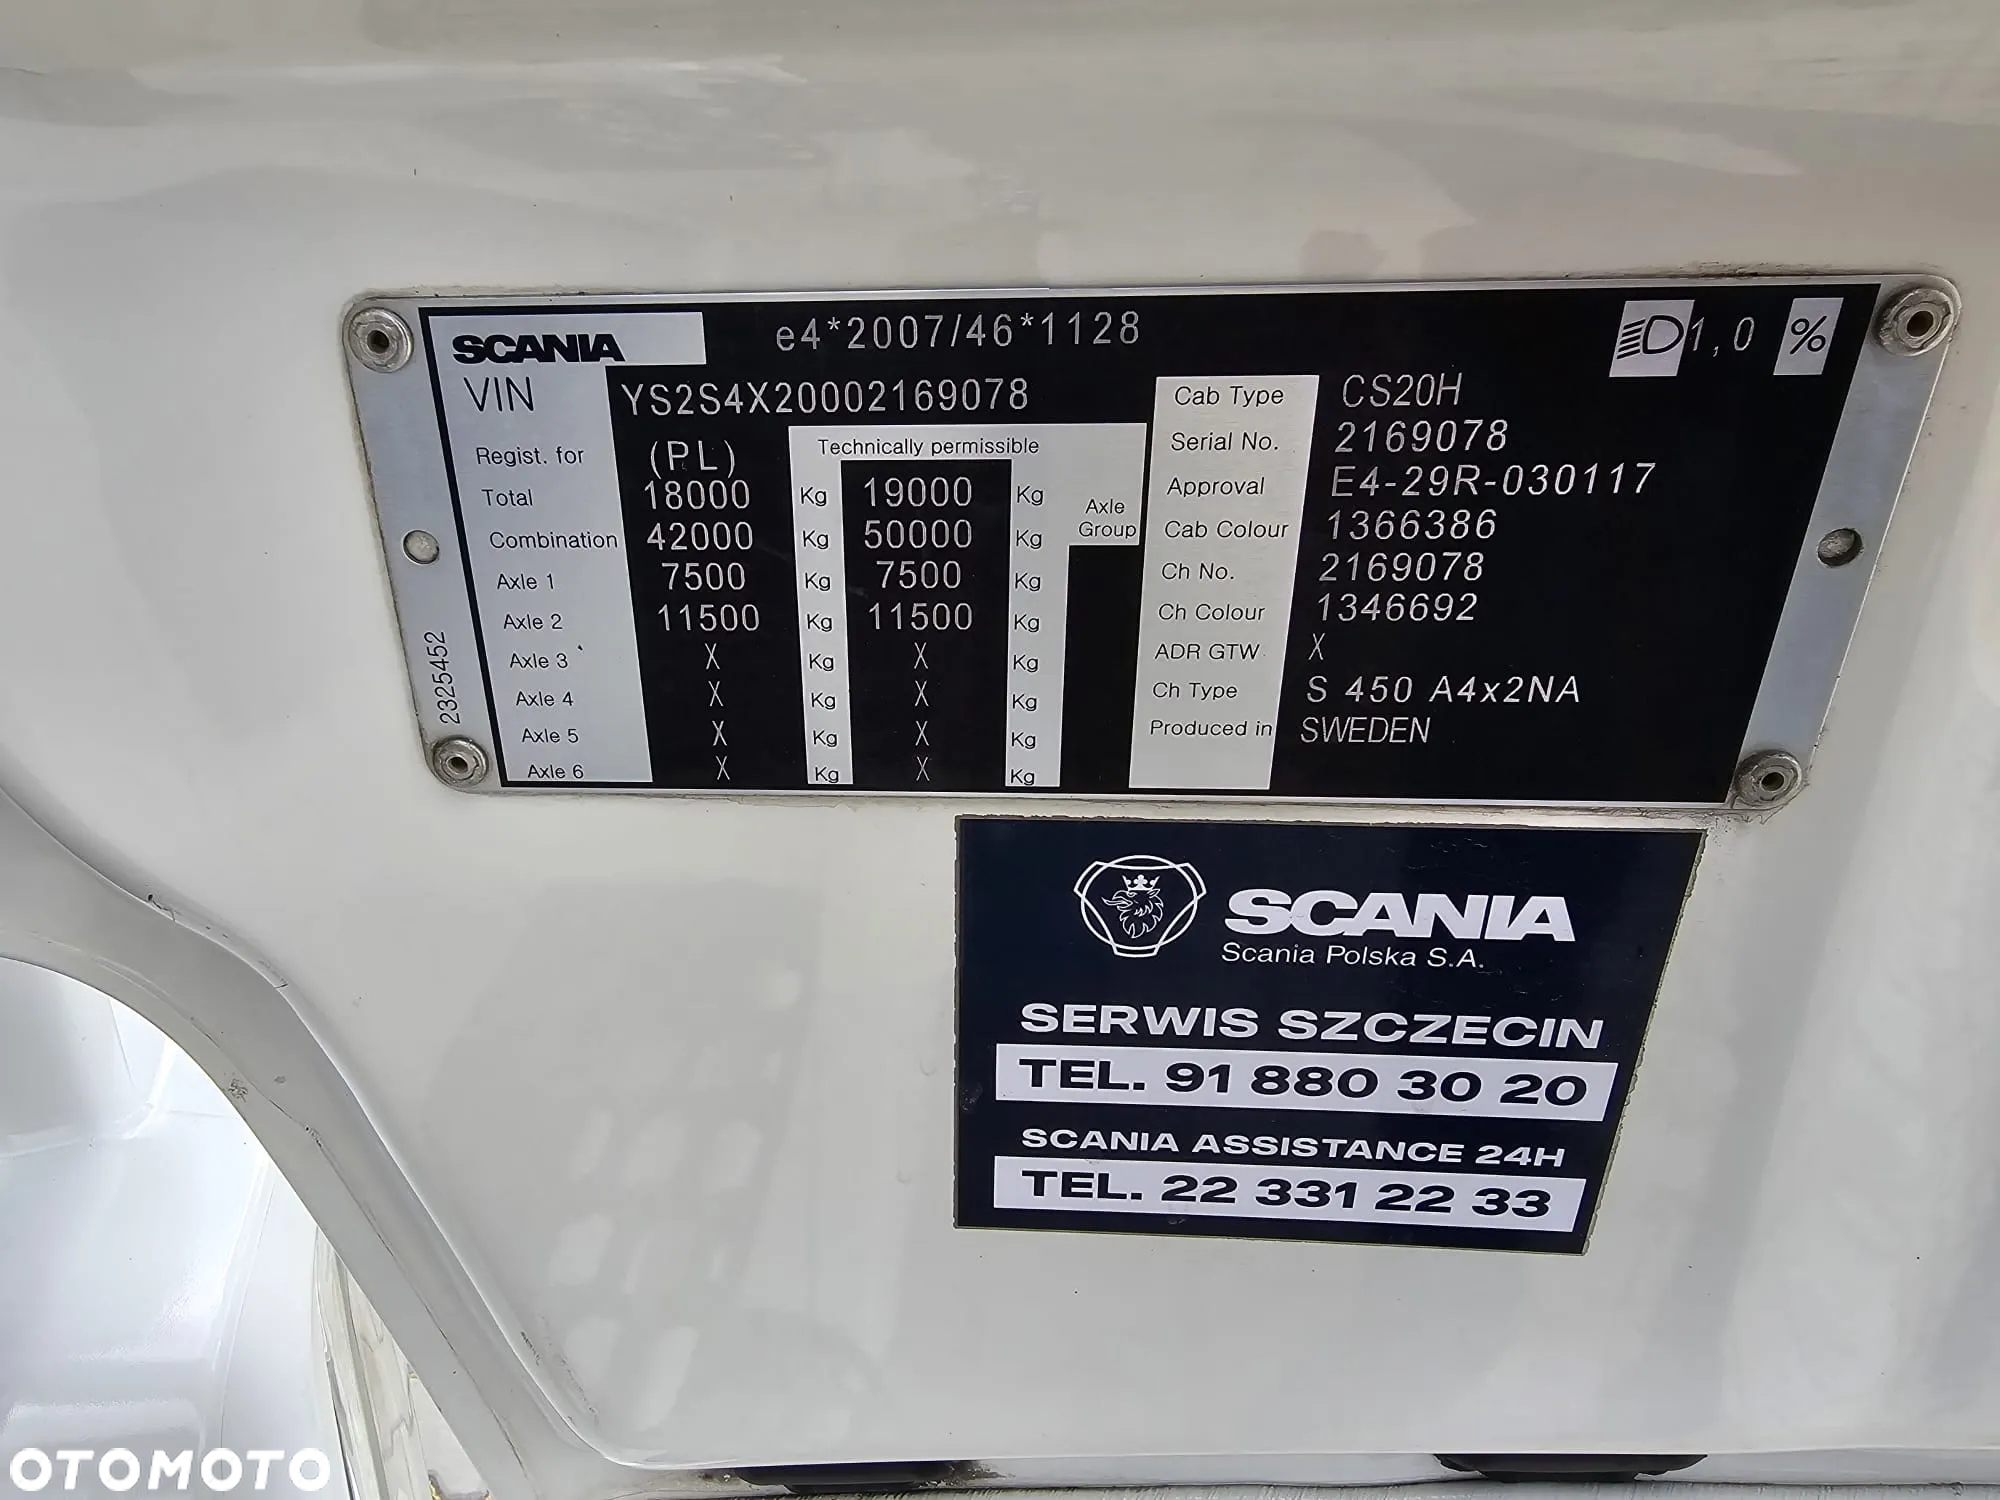 SCANIA e4*2007/46*1128 1,0 %
VIN YS2S4X20002169078
Regist. for (PL) Technically permissible
Total 18000 Kg 19000 Kg
Combination 42000 Kg 50000 Kg
Axle 1 7500 Kg 7500 Kg
Axle 2 11500 Kg 11500 Kg
Axle 3 X Kg X Kg
Axle 4 X Kg X Kg
Axle 5 X Kg X Kg
Axle 6 X Kg X Kg
Axle
Group
Cab Type CS20H
Serial No. 2169078
Approval E4-29R-030117
Cab Colour 1366386
Ch No. 2169078
Ch Colour 1346692
ADR GTW X
Ch Type S 450 A4x2NA
Produced in SWEDEN
2325452
SCANIA
Scania Polska S.A.
SERWIS SZCZECIN
TEL. 91 880 30 20
SCANIA ASSISTANCE 24H
TEL. 22 331 22 33
OTOMOTO